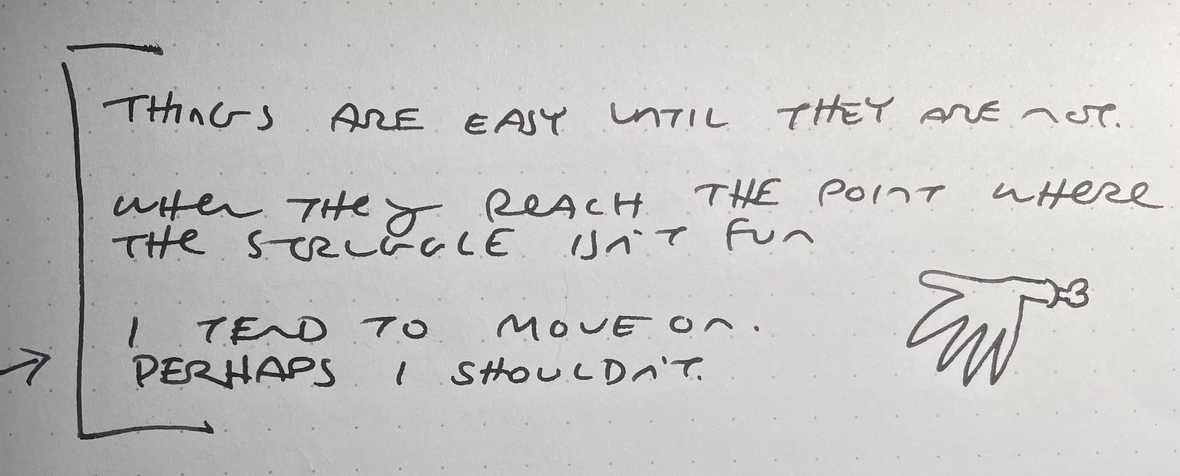 THINGS ARE EASY UNTIL THEY ARE NOT.
WHEN THEY REACH THE POINT WHERE
THE STRUGGLE ISN'T FUN
I TEND TO MOVE ON.
PERHAPS I SHOULDN'T.